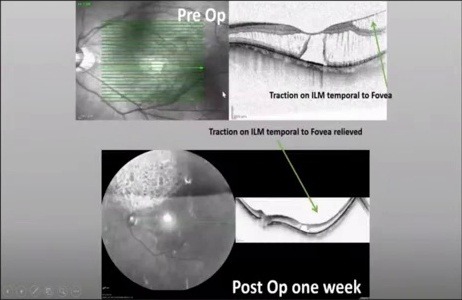 Pre Op
Traction on ILM temporal to Fovea
Traction on ILM temporal to Fovea relieved
Post Op one week